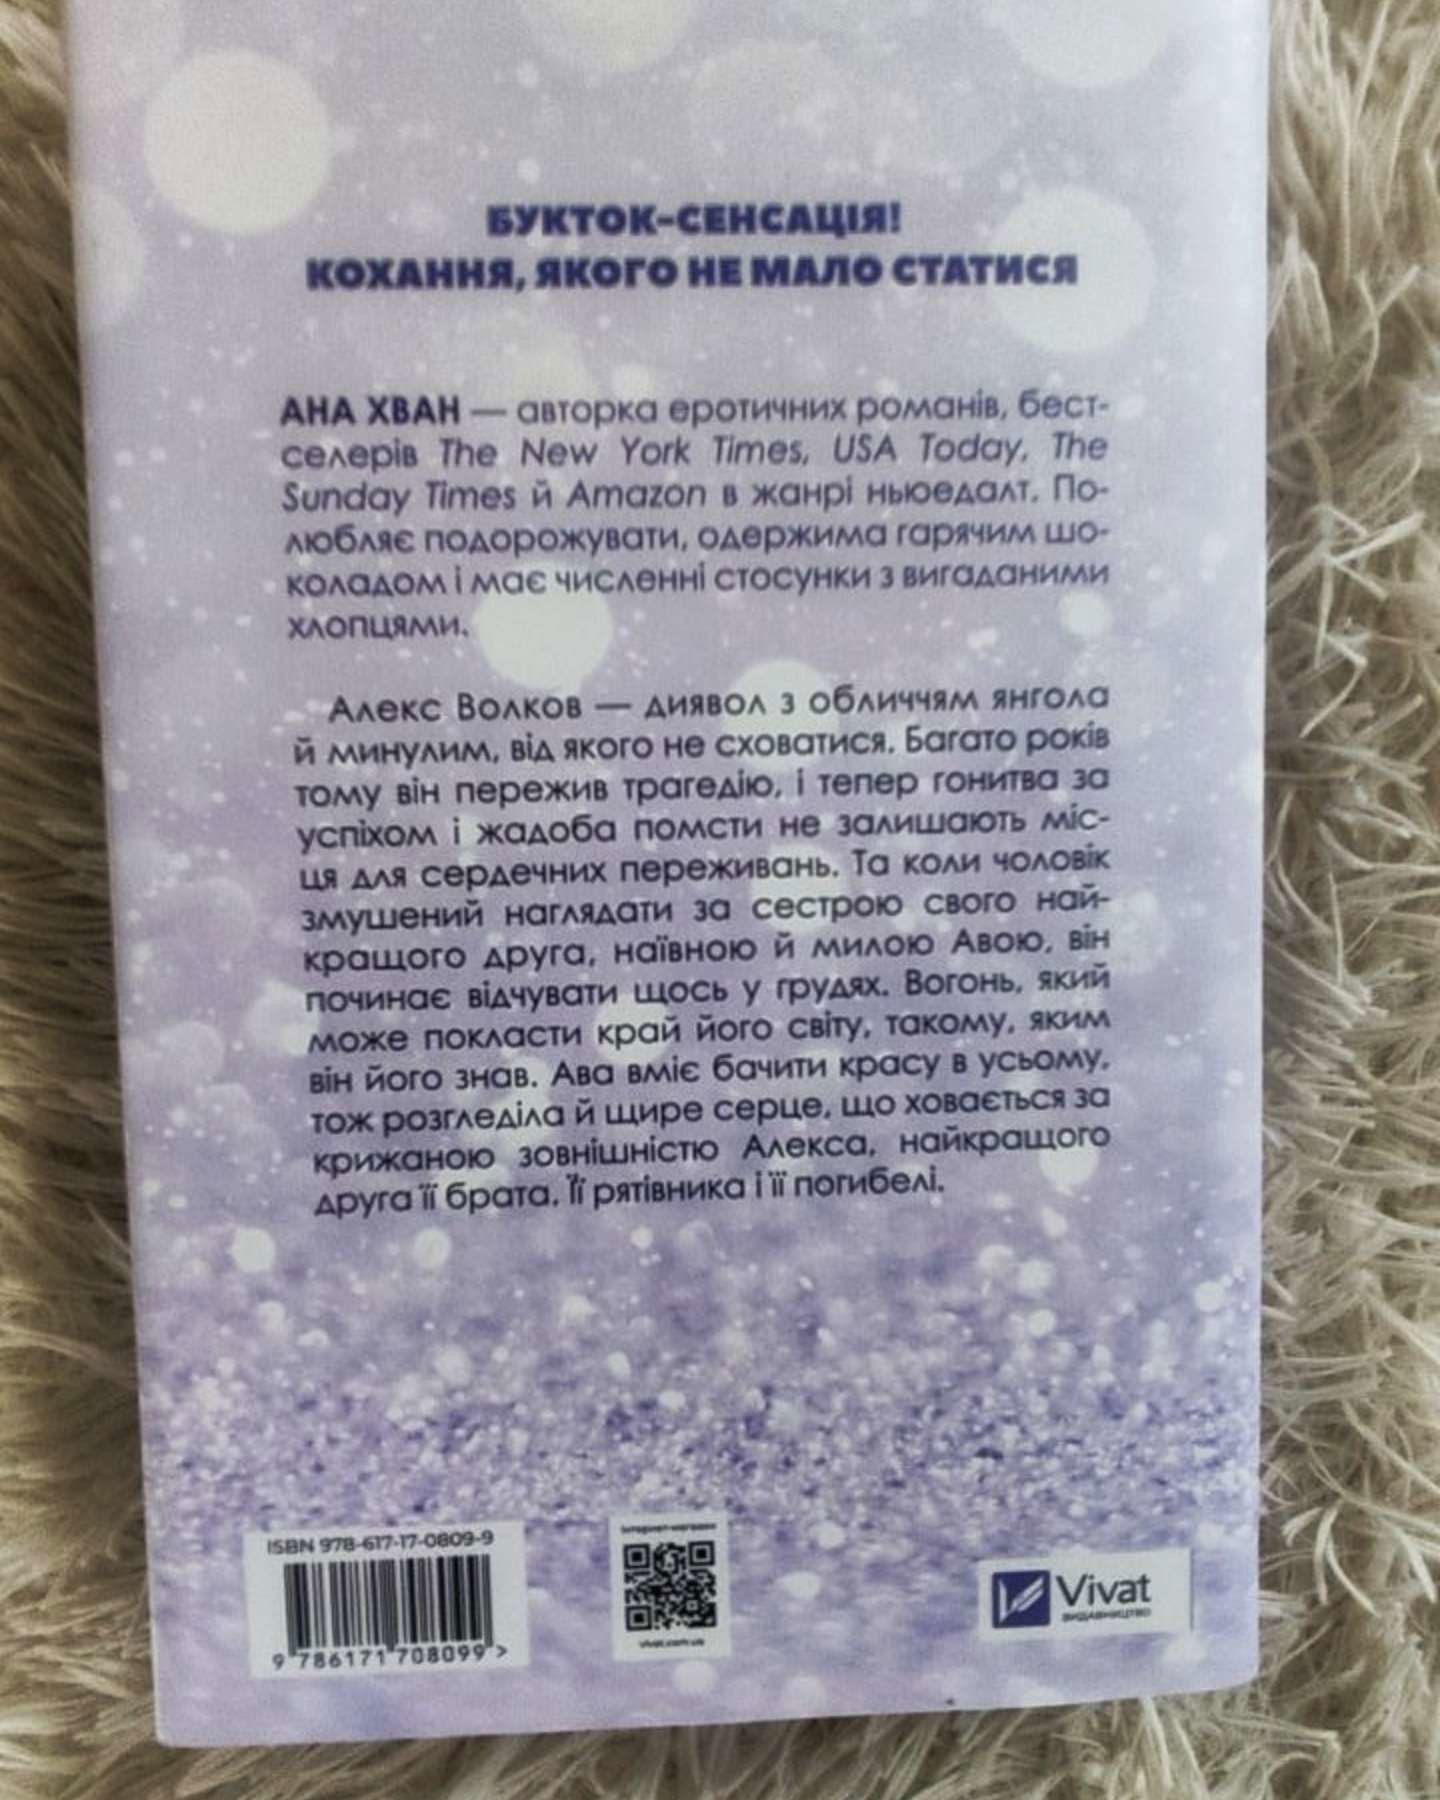 БУКТОК-СЕНСАЦІЯ!
КОХАННЯ, ЯКОГО НЕ МАЛО СТАТИСЯ
АНА ХВАН — авторка еротичних романів, бест-
селерів The New York Times, USA Today, The
Sunday Times й Amazon в жанрі ньюедалт. По-
любляє подорожувати, одержима гарячим шо-
коладом і має численні стосунки з вигаданими
хлопцями.
Алекс Волков — диявол з обличчям янгола
й минулим, від якого не сховатися. Багато років
тому він пережив трагедію, і тепер гонитва за
успіхом і жадоба помсти не залишають міс-
ця для сердечних переживань. Та коли чоловік
змушений наглядати за сестрою свого най-
кращого друга, наївною й милою Авою, він
починає відчувати щось у грудях. Вогонь, який
може покласти край його світу, такому, яким
він його знав. Ава вміє бачити красу в усьому,
тож розгледіла й щире серце, що ховається за
крижаною зовнішністю Алекса, найкращого
друга її брата. Її рятівника і її погибелі.
ISBN 978-617-17-0809-9
9 786171 708099 >
інтернет-магазин
vivat.com.ua
Vivat
ВИДАВНИЦТВО